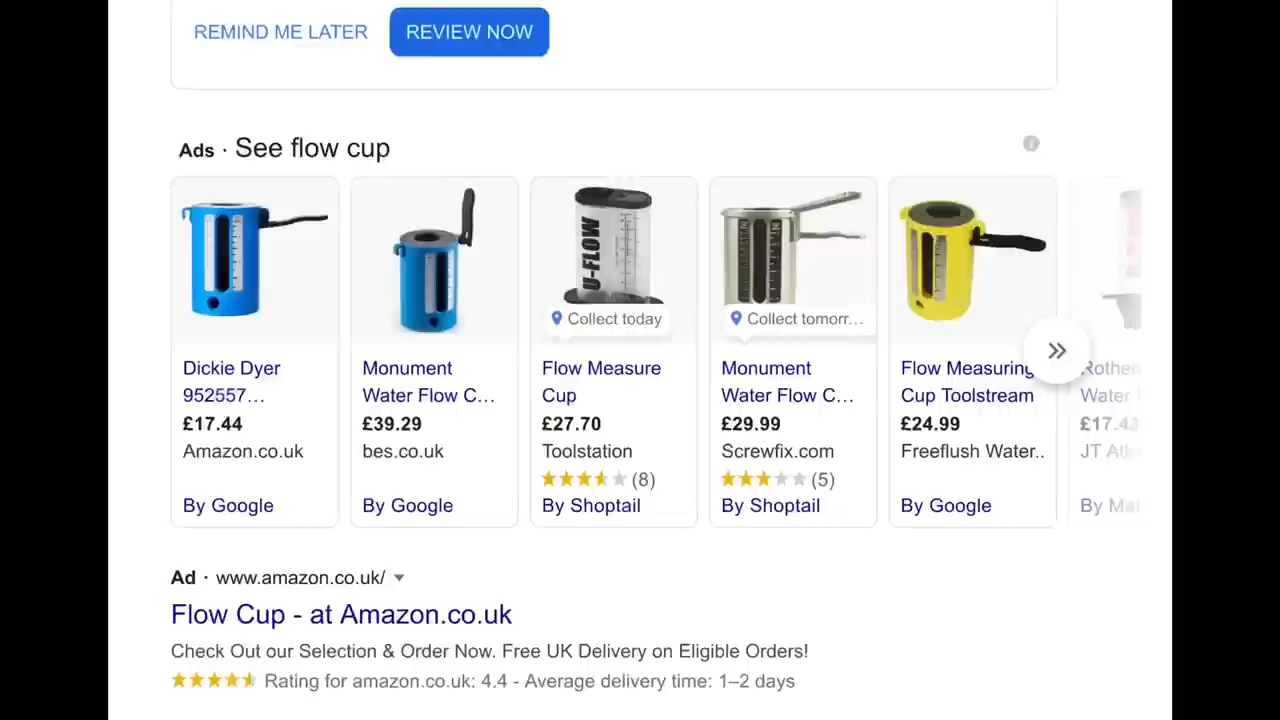 REMIND ME LATER
REVIEW NOW
Ads · See flow cup
U-FLOW
Collect today
Collect tomorr...
Dickie Dyer
952557...
£17.44
Amazon.co.uk
By Google
Monument
Water Flow C...
£39.29
bes.co.uk
By Google
Flow Measure
Cup
£27.70
Toolstation
(8)
By Shoptail
Monument
Water Flow C...
£29.99
Screwfix.com
(5)
By Shoptail
Flow Measuring
Cup Toolstream
£24.99
Freeflush Water..
By Google
Water
£17.43
By
Ad · www.amazon.co.uk/
Flow Cup - at Amazon.co.uk
Check Out our Selection & Order Now. Free UK Delivery on Eligible Orders!
Rating for amazon.co.uk: 4.4 - Average delivery time: 1–2 days